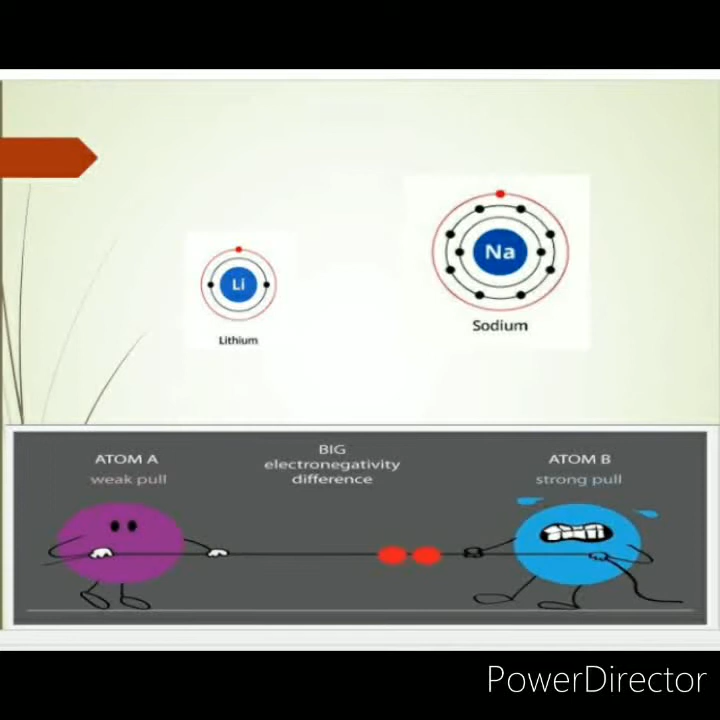 Li
Lithium
Na
Sodium
ATOM A
weak pull
BIG
electronegativity
difference
ATOM B
strong pull
PowerDirector